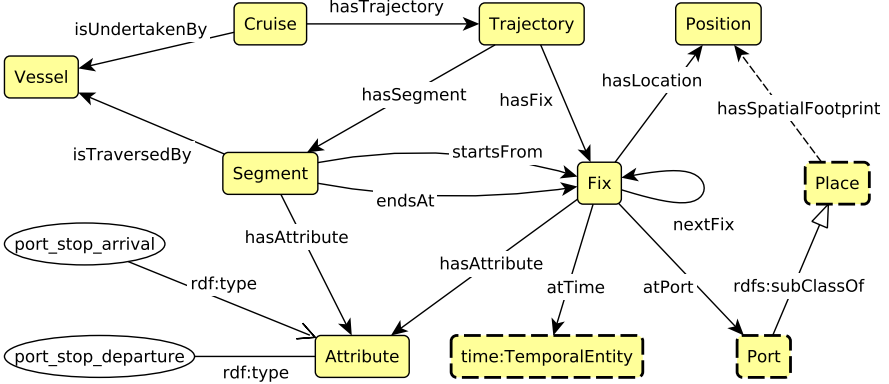 hasTrajectory
Cruise
Trajectory
Position
isUndertakenBy
Vessel
hasSegment
hasFix
hasLocation
hasSpatialFootprint
isTraversedBy
startsFrom
Segment
Fix
Place
endsAt
nextFix
port_stop_arrival
hasAttribute
hasAttribute
rdf:type
atTime
atPort
rdfs:subClassOf
port_stop_departure
Attribute
time:TemporalEntity
Port
rdf:type